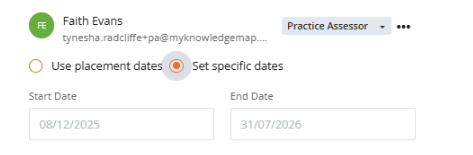 FE Faith Evans Practice Assessor
tynesha.radcliffe+pa@myknowledgemap....
Use placement dates Set specific dates
Start Date End Date
08/12/2025 31/07/2026